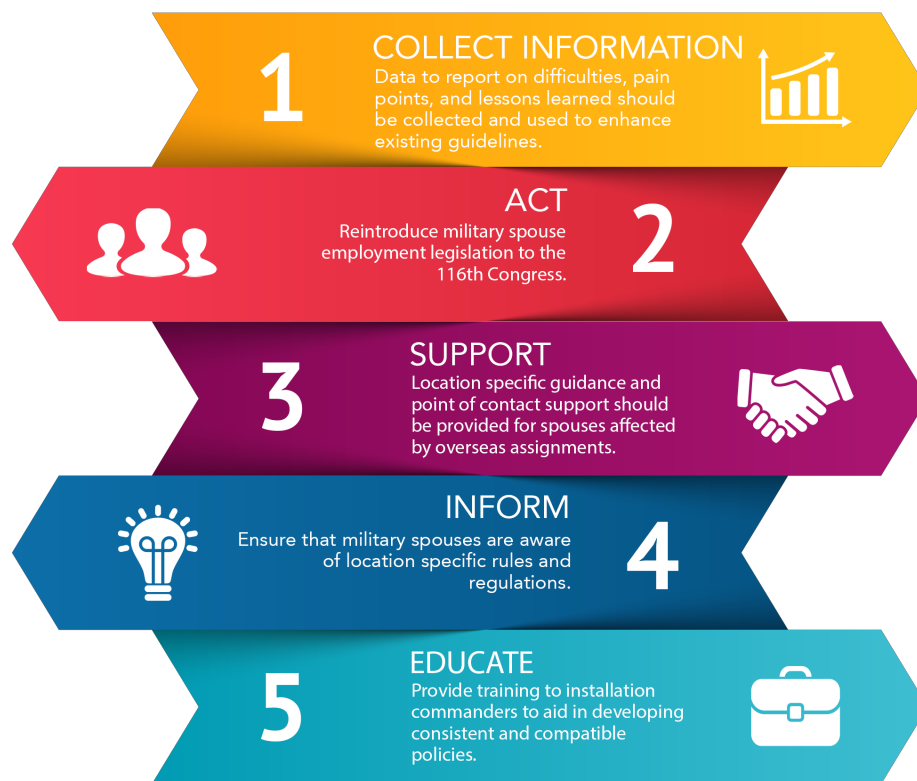 1
COLLECT INFORMATION
Data to report on difficulties, pain
points, and lessons learned should
be collected and used to enhance
existing guidelines.
ACT
2
Reintroduce military spouse
employment legislation to the
116th Congress.
3
SUPPORT
Location specific guidance and
point of contact support should
be provided for spouses affected
by overseas assignments.
INFORM
4
Ensure that military spouses are aware
of location specific rules and
regulations.
5
EDUCATE
Provide training to installation
commanders to aid in developing
consistent and compatible
policies.